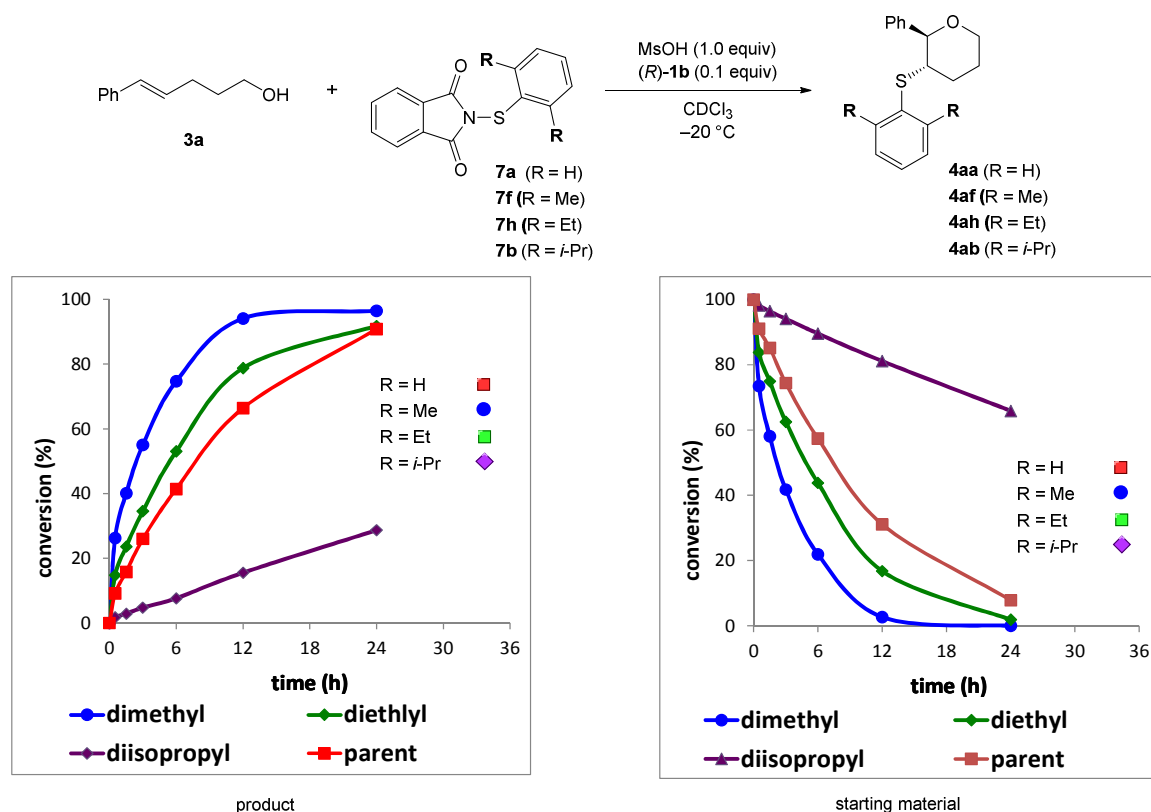 Ph
OH
3a
+
O
N
S
O
R
R
7a (R = H)
7f (R = Me)
7h (R = Et)
7b (R = i-Pr)
MsOH (1.0 equiv)
(R)-1b (0.1 equiv)
CDCl3
–20 °C
Ph
O
S
R
R
4aa (R = H)
4af (R = Me)
4ah (R = Et)
4ab (R = i-Pr)
conversion (%)
100
80
60
40
20
0
0 6 12 18 24 30 36
time (h)
R = H
R = Me
R = Et
R = i-Pr
dimethyl
diethlyl
diisopropyl
parent
product
conversion (%)
100
80
60
40
20
0
0 6 12 18 24 30 36
time (h)
R = H
R = Me
R = Et
R = i-Pr
dimethyl
diethyl
diisopropyl
parent
starting material